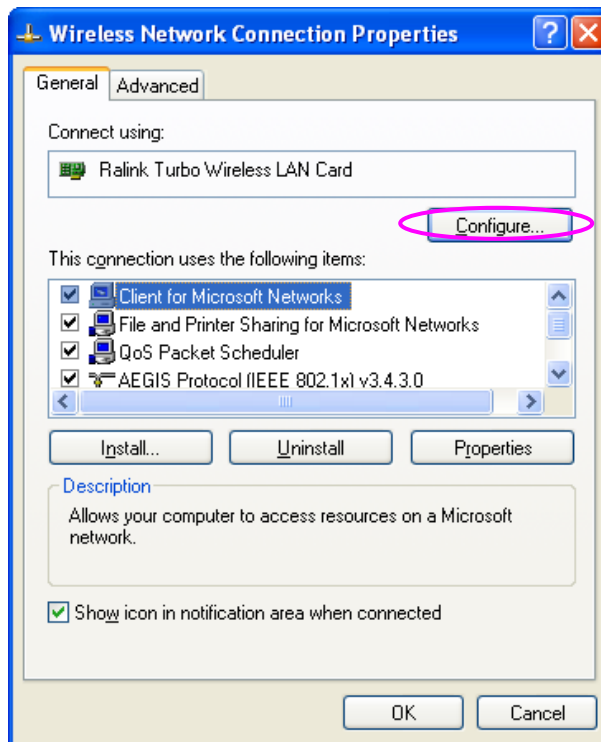 Wireless Network Connection Properties
General Advanced
Connect using:
Ralink Turbo Wireless LAN Card
Configure...
This connection uses the following items:
Client for Microsoft Networks
File and Printer Sharing for Microsoft Networks
QoS Packet Scheduler
AEGIS Protocol (IEEE 802.1x) v3.4.3.0
Install... Uninstall Properties
Description
Allows your computer to access resources on a Microsoft
network.
Show icon in notification area when connected
OK Cancel